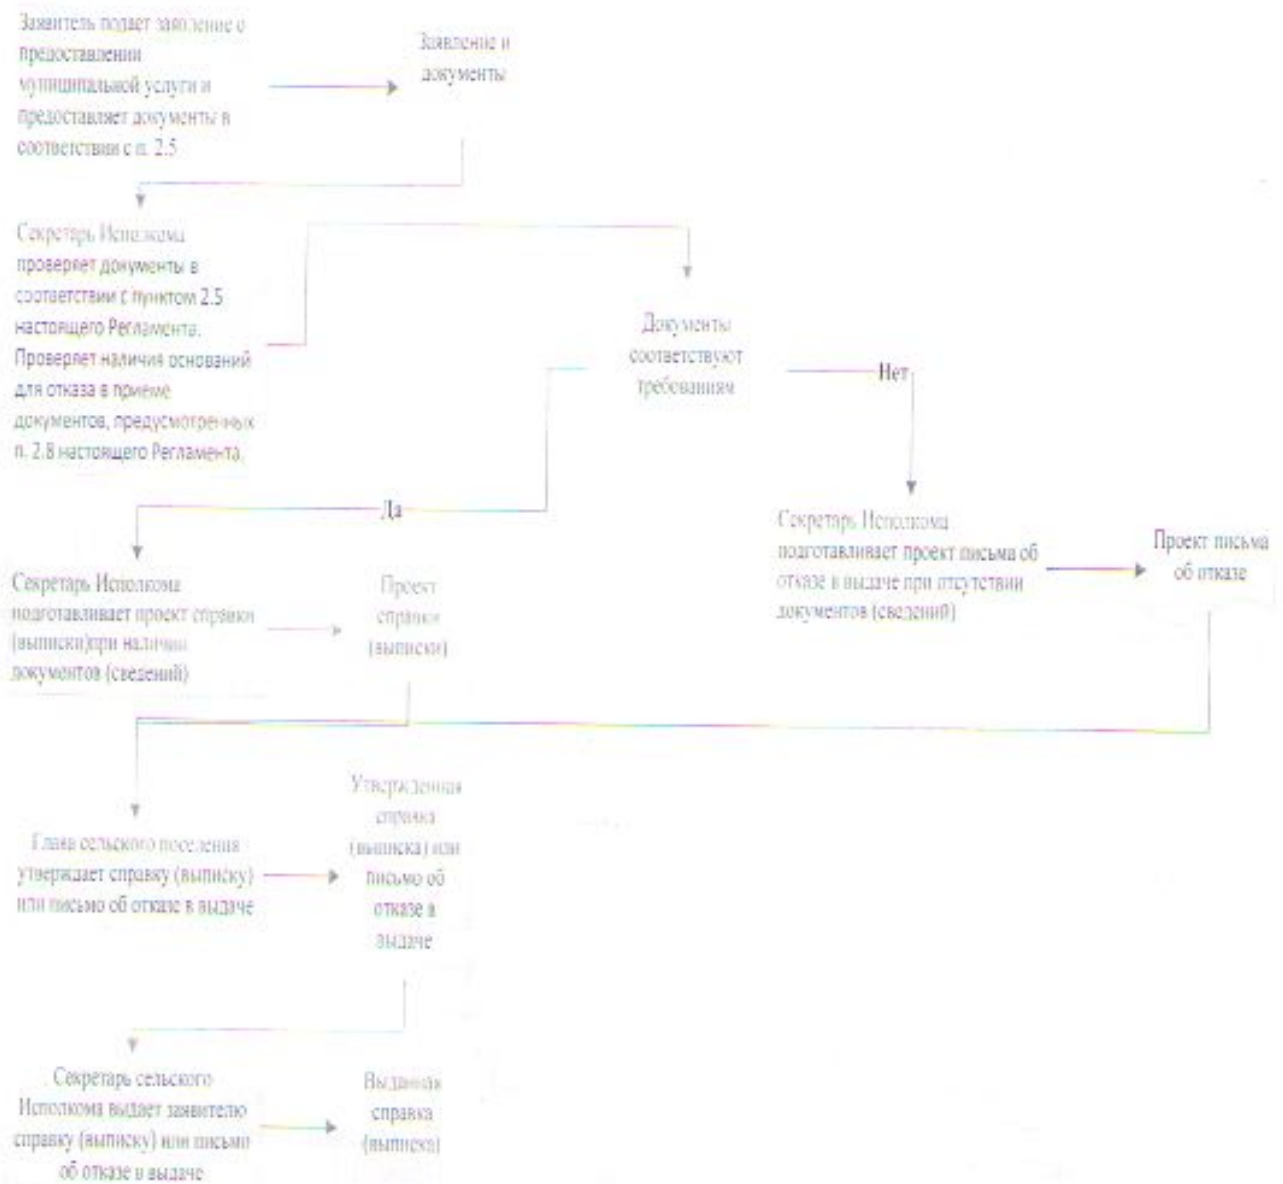 Заявитель подает заявление о
предоставлении
муниципальной услуги и
предоставляет документы в
соответствии с п. 2.5
Заявление и
документы
Секретарь Исполкома
проверяет документы в
соответствии с пунктом 2.5
настоящего Регламента.
Проверяет наличия оснований
для отказа в приеме
документов, предусмотренных
п. 2.8 настоящего Регламента.
Документы
соответствуют
требованиям
Нет
Да
Секретарь Исполкома
подготавливает проект письма об
отказе в выдаче при отсутствии
документов (сведений)
Проект письма
об отказе
Секретарь Исполкома
подготавливает проект справки
(выписки)при наличии
документов (сведений)
Проект
справки
(выписки)
Глава сельского поселения
утверждает справку (выписку)
или письмо об отказе в выдаче
Утвержденная
справка
(выписка) или
письмо об
отказе в
выдаче
Секретарь сельского
Исполкома выдает заявителю
справку (выписку) или письмо
об отказе в выдаче
Выданная
справка
(выписка)